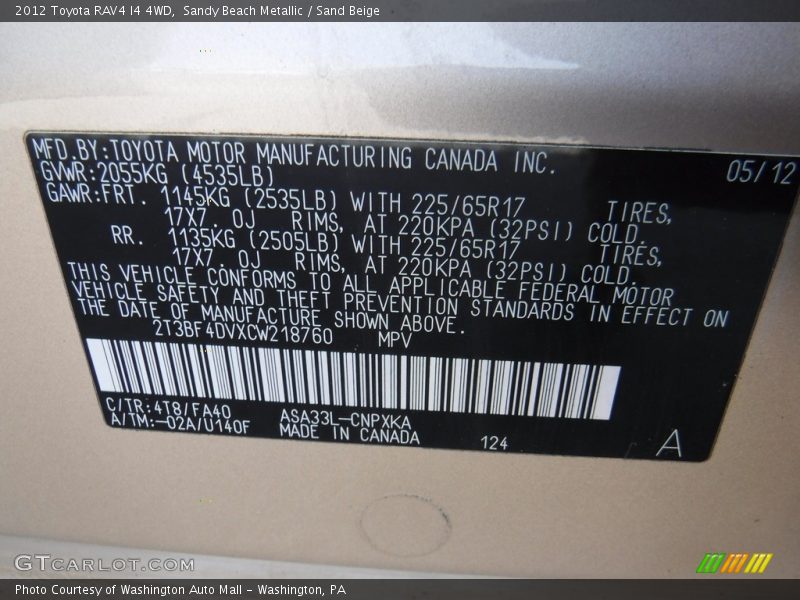 2012 Toyota RAV4 I4 4WD, Sandy Beach Metallic / Sand Beige
MFD.BY:TOYOTA MOTOR MANUFACTURING CANADA INC. 05/12
GVWR:2055KG (4535LB)
GAWR:FRT. 1145KG (2535LB) WITH 225/65R17 TIRES,
17X7.0J RIMS, AT 220KPA (32PSI) COLD.
RR. 1135KG (2505LB) WITH 225/65R17 TIRES,
17X7 0J RIMS, AT 220KPA (32PSI) COLD.
THIS VEHICLE CONFORMS TO ALL APPLICABLE FEDERAL MOTOR
VEHICLE SAFETY AND THEFT PREVENTION STANDARDS IN EFFECT ON
THE DATE OF MANUFACTURE SHOWN ABOVE.
2T3BF4DVXCW218760 MPV
C/TR:4T8/FA40 ASA33L-CNPXKA
A/TM:-02A/U140F MADE IN CANADA 124 A
GTCARLOT.COM
Photo Courtesy of Washington Auto Mall - Washington, PA